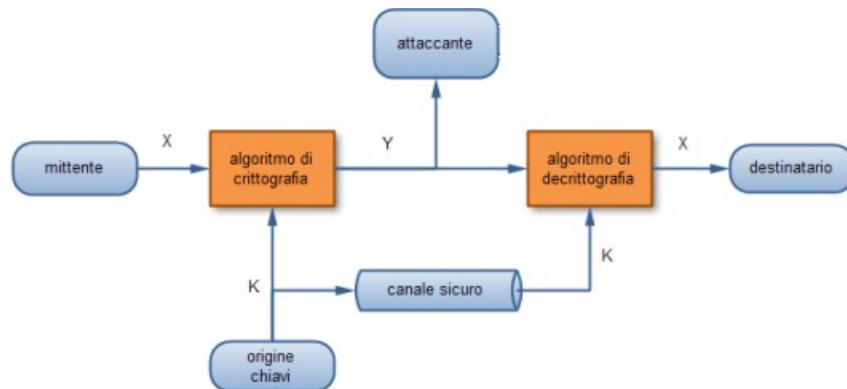 attaccante
X
Y
X
mittente
algoritmo di
crittografia
algoritmo di
decrittografia
destinatario
K
canale sicuro
K
origine
chiavi